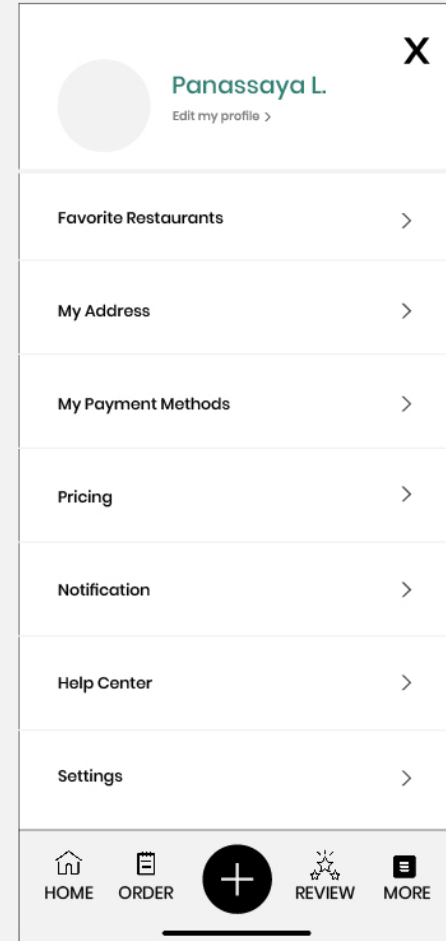 X
Panassaya L.
Edit my profile >
Favorite Restaurants
My Address
My Payment Methods
Pricing
Notification
Help Center
Settings
HOME ORDER REVIEW MORE